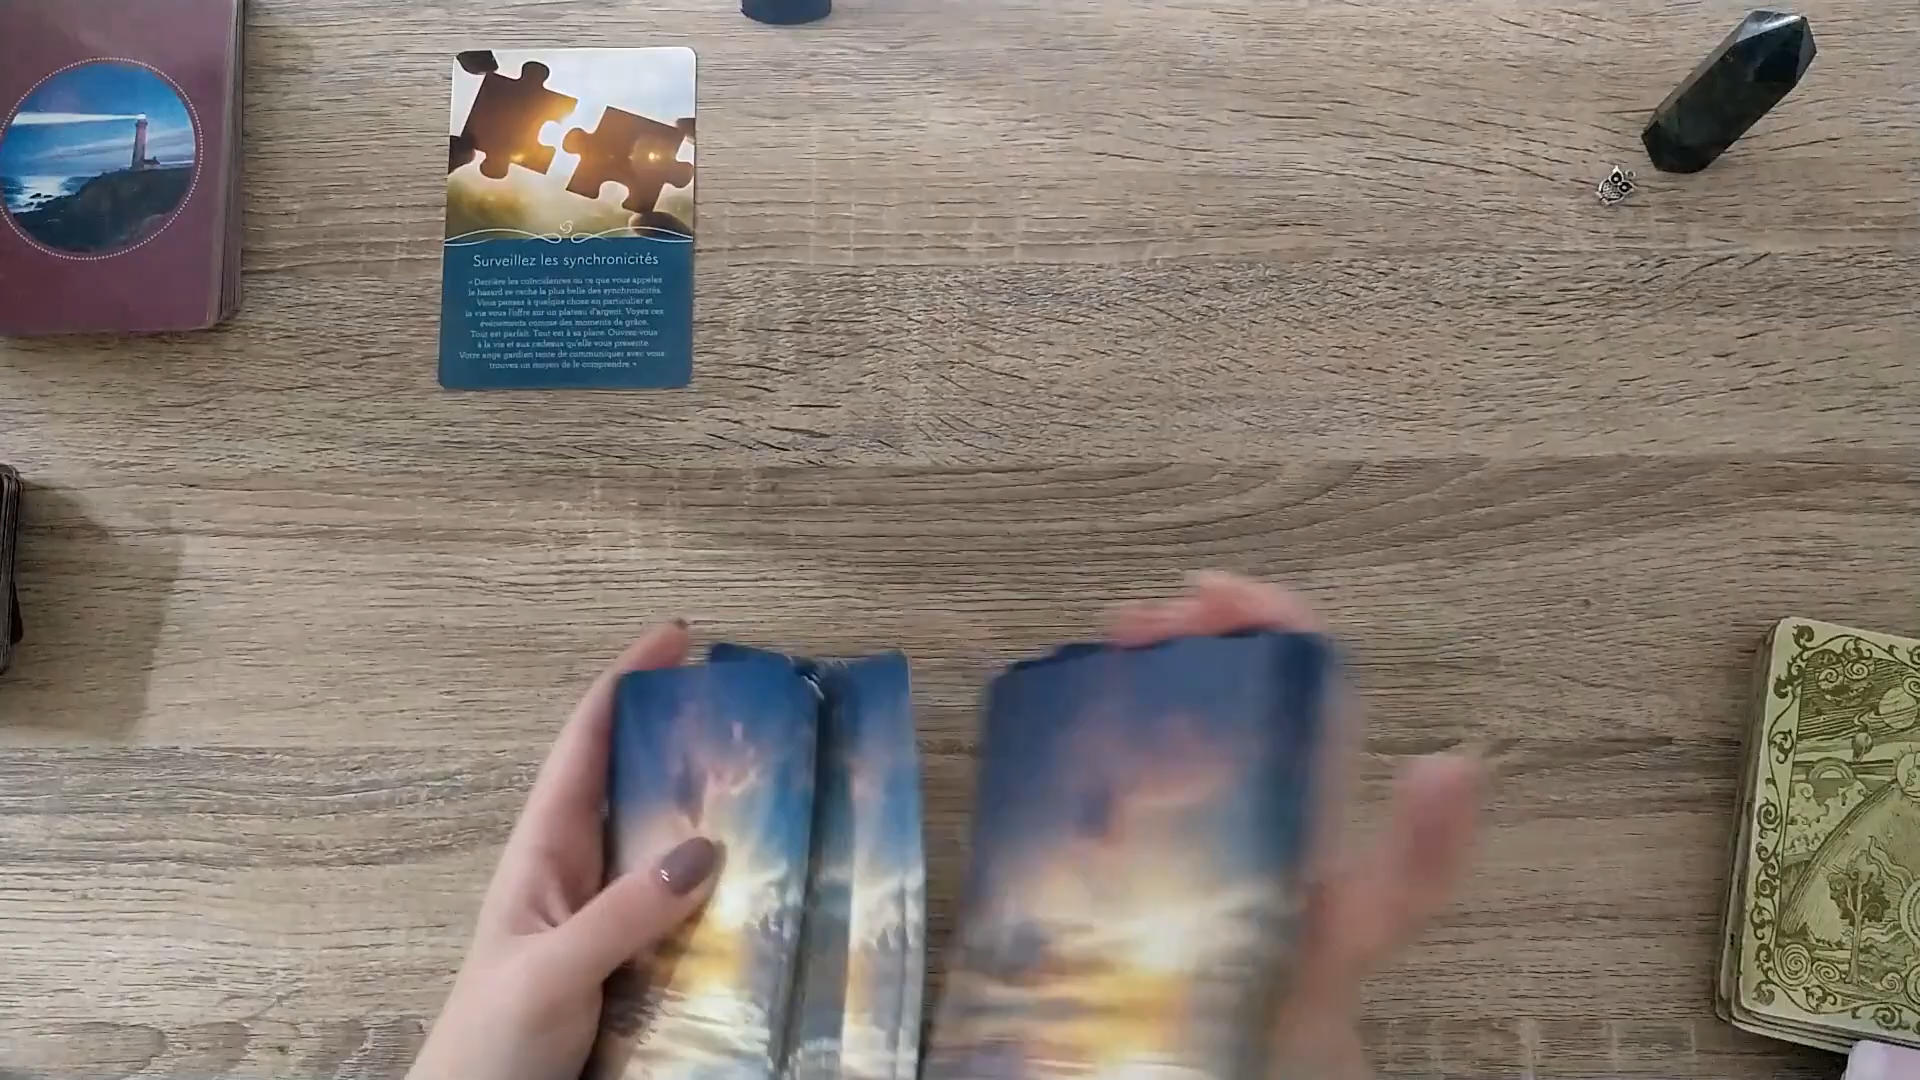 Surveillez les synchronicités
« Derrière les coïncidences ou ce que vous appelez
le hasard se cache la plus belle des synchronicités.
Vous pensez à quelque chose en particulier et
la vie vous l'offre sur un plateau d'argent. Voyez ces
événements comme des moments de grâce.
Tout est parfait. Tout est à sa place. Ouvrez-vous
à la vie et aux cadeaux qu'elle vous présente.
Votre ange gardien tente de communiquer avec vous:
trouvez un moyen de le comprendre. »